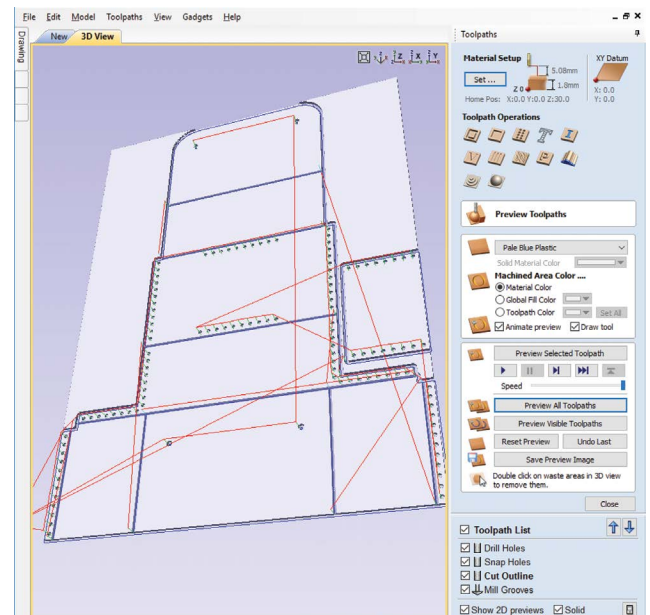 File Edit Model Toolpaths View Gadgets Help
Drawing
New 3D View
Z X Y
Toolpaths
Material Setup
XY Datum
Set ...
5.08mm
Z 0
1.8mm
X: 0.0
Home Pos: X:0.0 Y:0.0 Z:30.0
Y: 0.0
Toolpath Operations
Preview Toolpaths
Pale Blue Plastic
Solid Material Color
Machined Area Color ....
Material Color
Global Fill Color
Toolpath Color
Set All
Animate preview
Draw tool
Preview Selected Toolpath
Speed
Preview All Toolpaths
Preview Visible Toolpaths
Reset Preview
Undo Last
Save Preview Image
Double click on waste areas in 3D view
to remove them.
Close
Toolpath List
Drill Holes
Snap Holes
Cut Outline
Mill Grooves
Show 2D previews
Solid